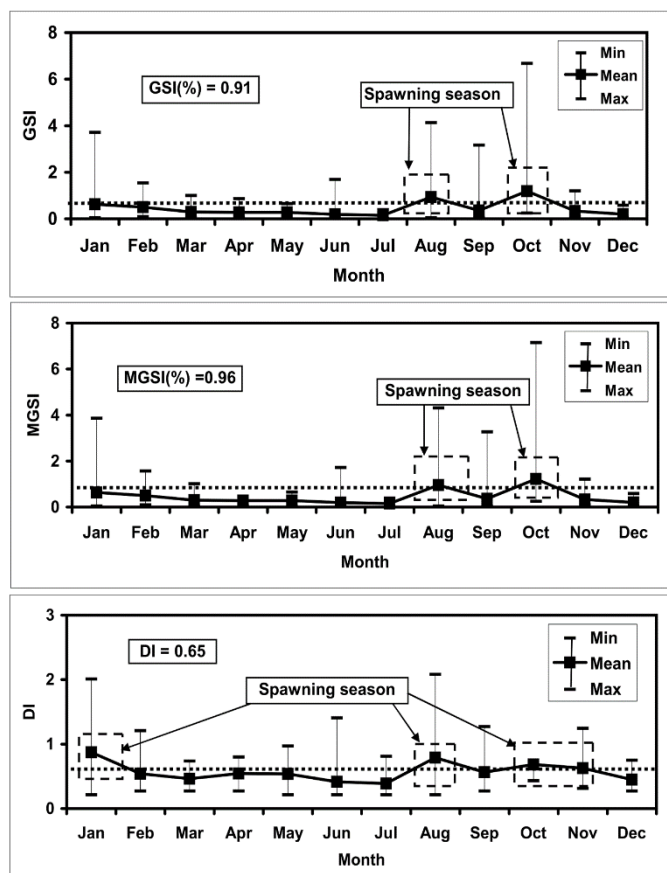 8
6
4
2
0
GSI
GSI(%) = 0.91
Spawning season
Min
Mean
Max
Jan Feb Mar Apr May Jun Jul Aug Sep Oct Nov Dec
Month
8
6
4
2
0
MGSI
MGSI(%) =0.96
Spawning season
Min
Mean
Max
Jan Feb Mar Apr May Jun Jul Aug Sep Oct Nov Dec
Month
3
2
1
0
DI
DI = 0.65
Spawning season
Min
Mean
Max
Jan Feb Mar Apr May Jun Jul Aug Sep Oct Nov Dec
Month